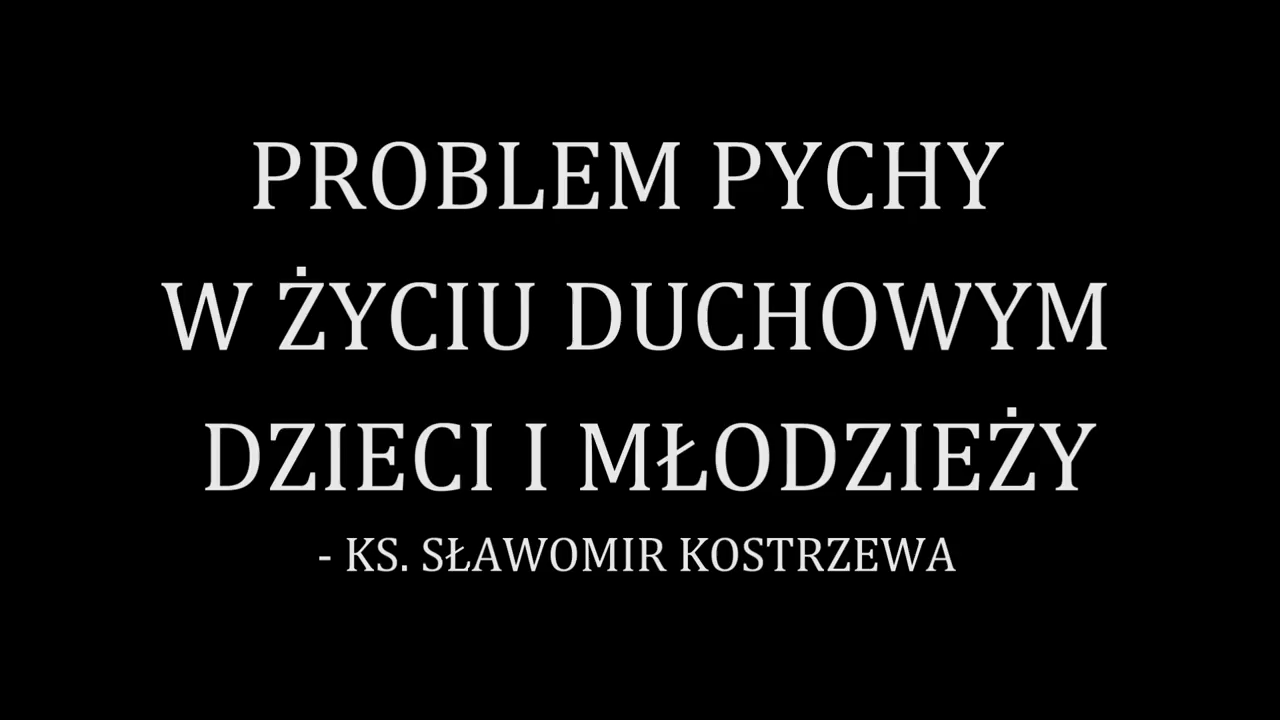 PROBLEM PYCHY
W ŻYCIU DUCHOWYM
DZIECI I MŁODZIEŻY
- KS. SŁAWOMIR KOSTRZEWA